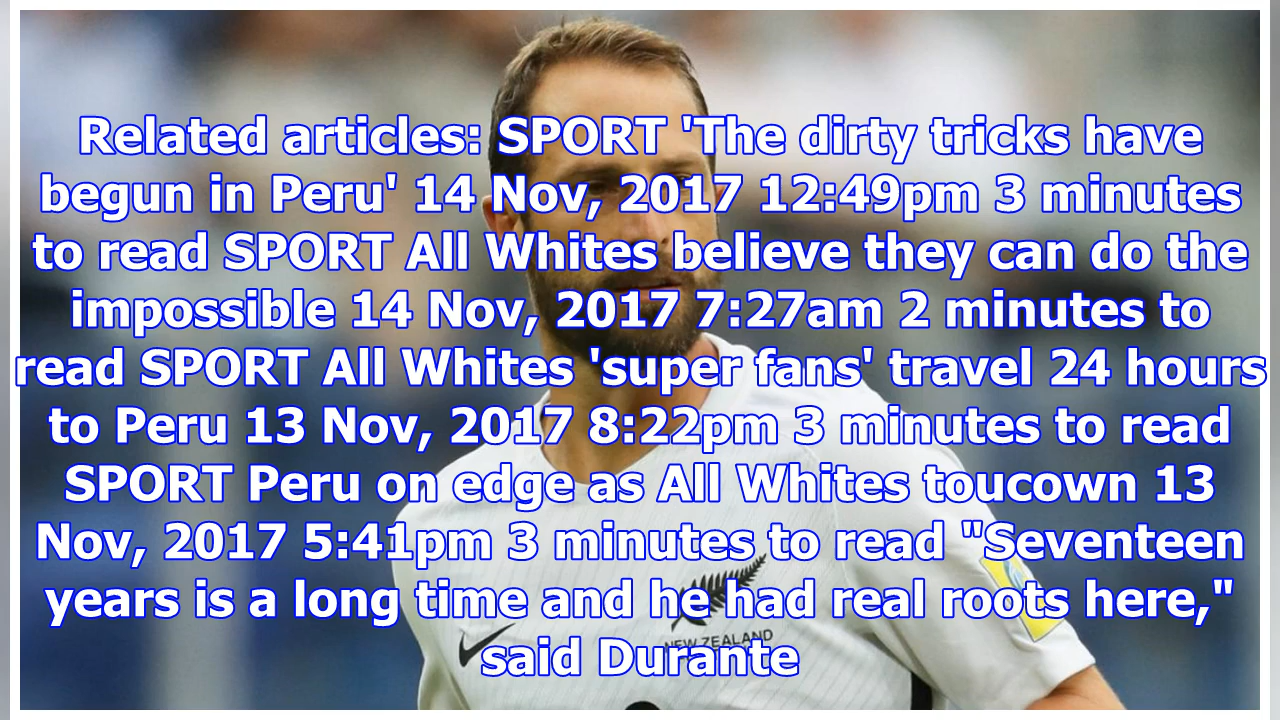 Related articles: SPORT 'The dirty tricks have
begun in Peru' 14 Nov, 2017 12:49pm 3 minutes
to read SPORT All Whites believe they can do the
impossible 14 Nov, 2017 7:27am 2 minutes to
read SPORT All Whites 'super fans' travel 24 hours
to Peru 13 Nov, 2017 8:22pm 3 minutes to read
SPORT Peru on edge as All Whites toucown 13
Nov, 2017 5:41pm 3 minutes to read "Seventeen
years is a long time and he had real roots here,"
said Durante
NEW ZEALAND